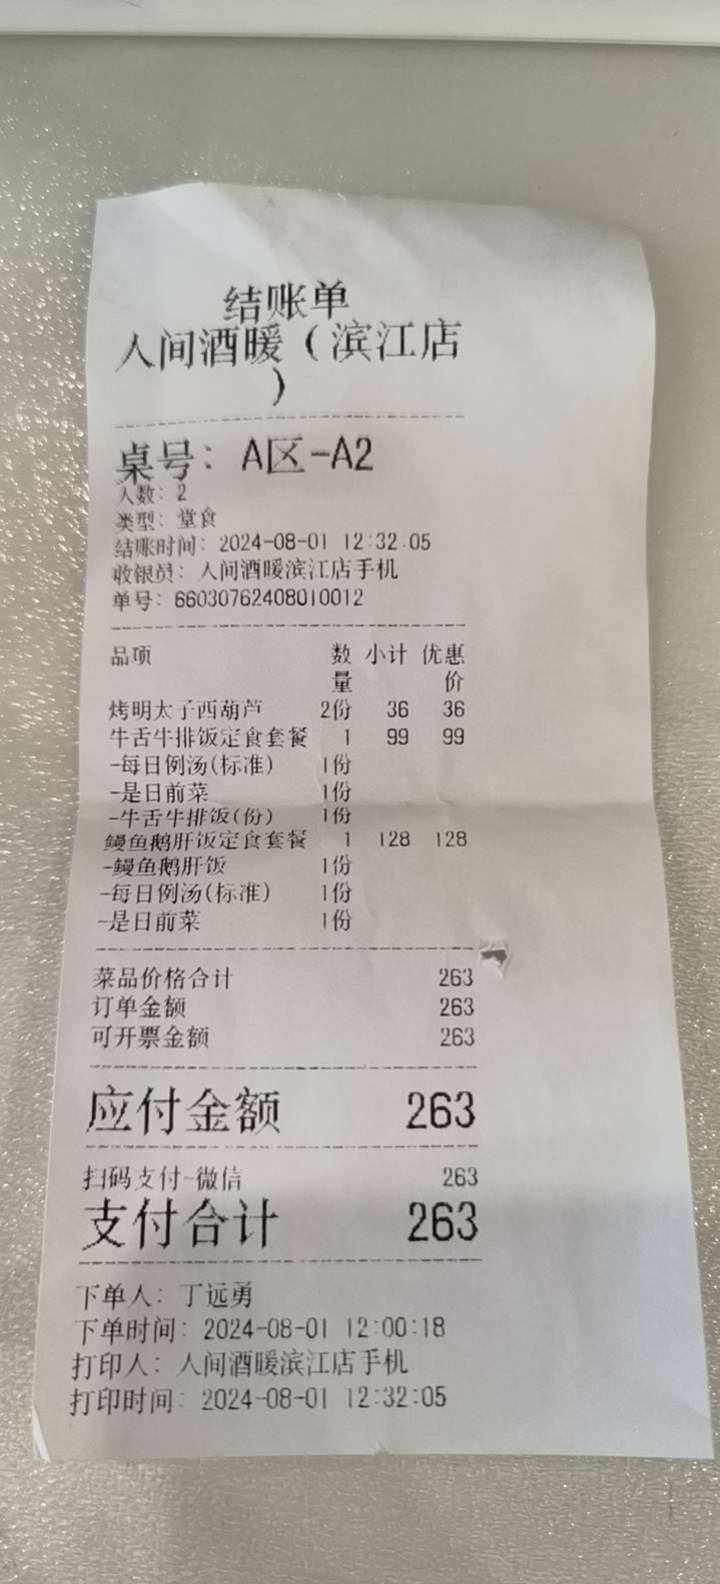 结账单
人间酒暖（滨江店
）
桌号：A区-A2
人数：2
类型：堂食
结账时间：2024-08-01 12:32:05
收银员：人间酒暖滨江店手机
单号：66030762408010012
品项 数 小计 优惠
量 价
烤明太子西葫芦 2份 36 36
牛舌牛排饭定食套餐 1 99 99
-每日例汤(标准) 1份
-是日前菜 1份
-牛舌牛排饭(份) 1份
鳗鱼鹅肝饭定食套餐 1 128 128
-鳗鱼鹅肝饭 1份
-每日例汤(标准) 1份
-是日前菜 1份
菜品价格合计 263
订单金额 263
可开票金额 263
应付金额 263
扫码支付-微信 263
支付合计 263
下单人：丁远勇
下单时间：2024-08-01 12:00:18
打印人：人间酒暖滨江店手机
打印时间：2024-08-01 12:32:05